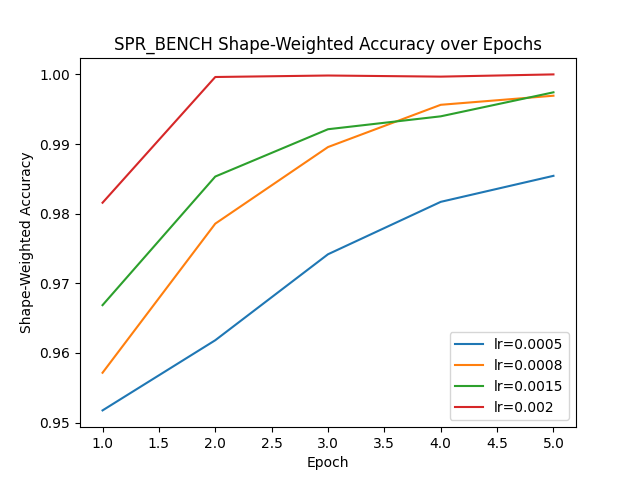 SPR_BENCH Shape-Weighted Accuracy over Epochs
Shape-Weighted Accuracy
1.00
0.99
0.98
0.97
0.96
0.95
lr=0.0005
lr=0.0008
lr=0.0015
lr=0.002
1.0 1.5 2.0 2.5 3.0 3.5 4.0 4.5 5.0
Epoch